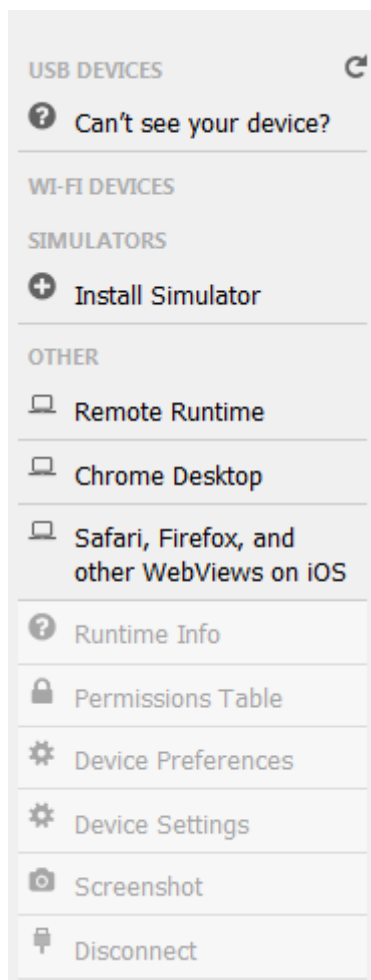 USB DEVICES
Can't see your device?
WI-FI DEVICES
SIMULATORS
Install Simulator
OTHER
Remote Runtime
Chrome Desktop
Safari, Firefox, and
other WebViews on iOS
Runtime Info
Permissions Table
Device Preferences
Device Settings
Screenshot
Disconnect